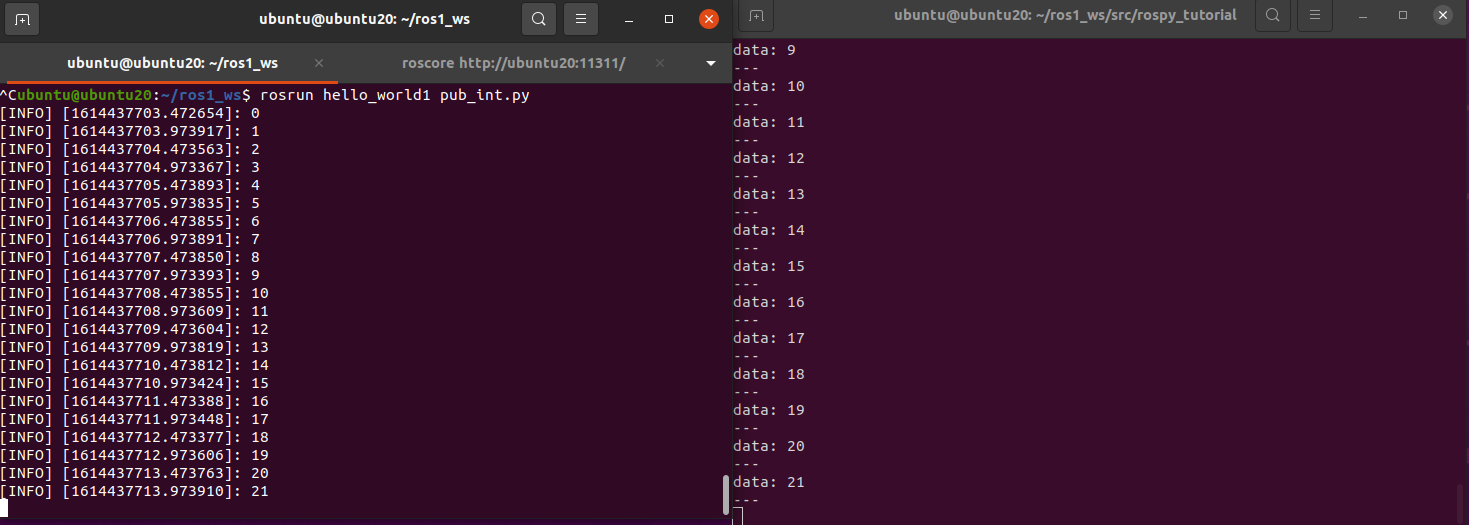 ubuntu@ubuntu20: ~/ros1_ws
ubuntu@ubuntu20: ~/ros1_ws
roscore http://ubuntu20:11311/
^Cubuntu@ubuntu20:~/ros1_ws$ rosrun hello_world1 pub_int.py
[INFO] [1614437703.472654]: 0
[INFO] [1614437703.973917]: 1
[INFO] [1614437704.473563]: 2
[INFO] [1614437704.973367]: 3
[INFO] [1614437705.473893]: 4
[INFO] [1614437705.973835]: 5
[INFO] [1614437706.473855]: 6
[INFO] [1614437706.973891]: 7
[INFO] [1614437707.473850]: 8
[INFO] [1614437707.973393]: 9
[INFO] [1614437708.473855]: 10
[INFO] [1614437708.973609]: 11
[INFO] [1614437709.473604]: 12
[INFO] [1614437709.973819]: 13
[INFO] [1614437710.473812]: 14
[INFO] [1614437710.973424]: 15
[INFO] [1614437711.473388]: 16
[INFO] [1614437711.973448]: 17
[INFO] [1614437712.473377]: 18
[INFO] [1614437712.973606]: 19
[INFO] [1614437713.473763]: 20
[INFO] [1614437713.973910]: 21
ubuntu@ubuntu20: ~/ros1_ws/src/rospy_tutorial
data: 9
---
data: 10
---
data: 11
---
data: 12
---
data: 13
---
data: 14
---
data: 15
---
data: 16
---
data: 17
---
data: 18
---
data: 19
---
data: 20
---
data: 21
---